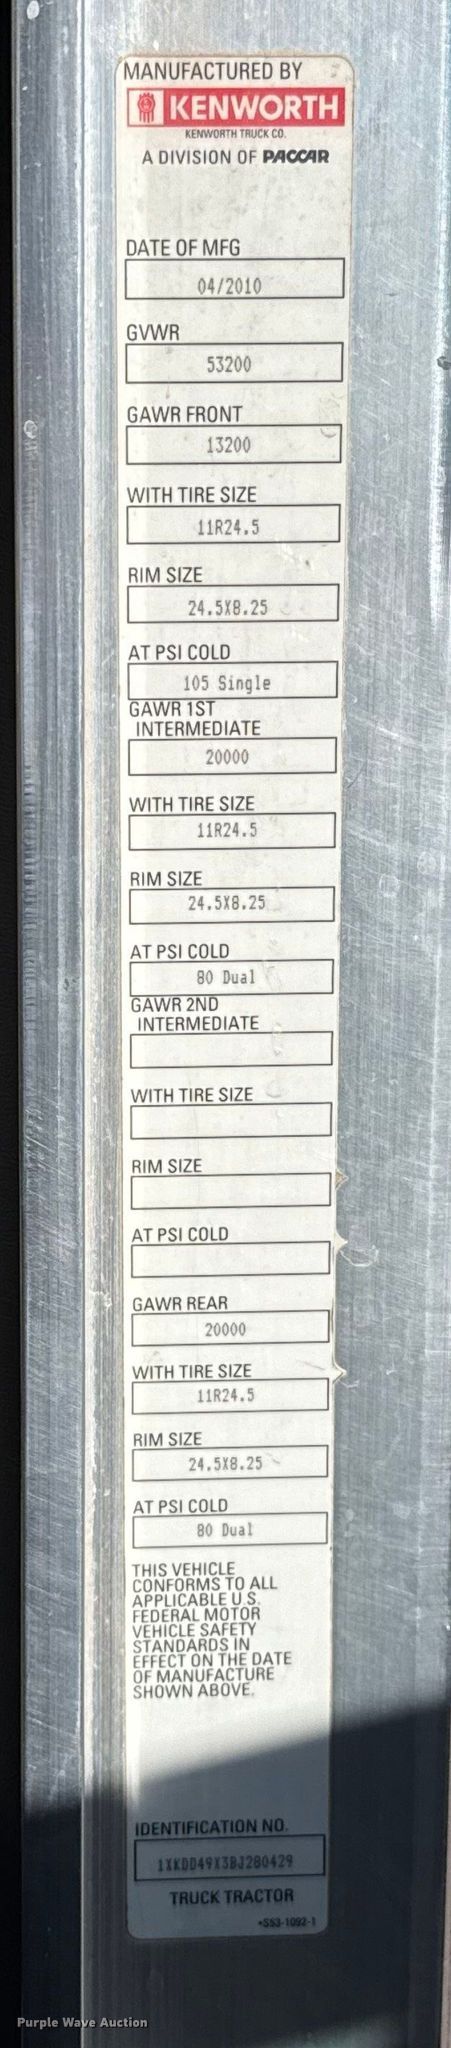 MANUFACTURED BY
KENWORTH
KENWORTH TRUCK CO.
A DIVISION OF PACCAR
DATE OF MFG
04/2010
GVWR
53200
GAWR FRONT
13200
WITH TIRE SIZE
11R24.5
RIM SIZE
24.5X8.25
AT PSI COLD
105 Single
GAWR 1ST
INTERMEDIATE
20000
WITH TIRE SIZE
11R24.5
RIM SIZE
24.5X8.25
AT PSI COLD
80 Dual
GAWR 2ND
INTERMEDIATE
WITH TIRE SIZE
RIM SIZE
AT PSI COLD
GAWR REAR
20000
WITH TIRE SIZE
11R24.5
RIM SIZE
24.5X8.25
AT PSI COLD
80 Dual
THIS VEHICLE
CONFORMS TO ALL
APPLICABLE U.S.
FEDERAL MOTOR
VEHICLE SAFETY
STANDARDS IN
EFFECT ON THE DATE
OF MANUFACTURE
SHOWN ABOVE.
IDENTIFICATION NO.
1XKDD49X3BJ280429
TRUCK TRACTOR
•S53-1092-1
Purple Wave Auction